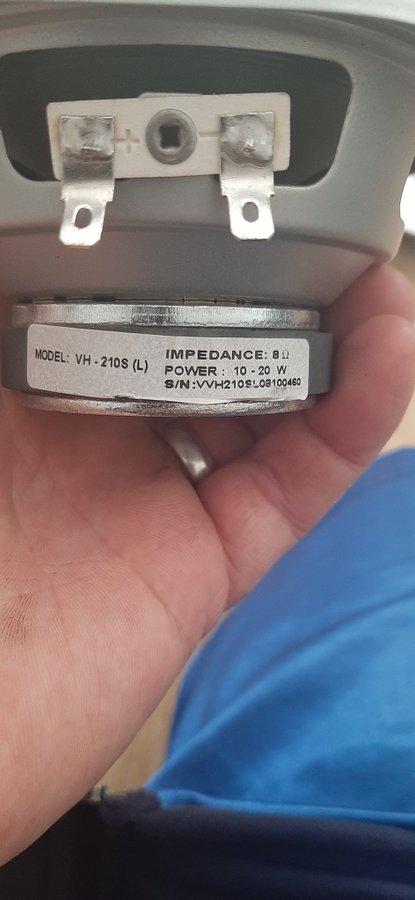 + -
MODEL: VH - 210S (L)
IMPEDANCE: 8 Ω
POWER : 10 - 20 W
S/N:VVH210SL08100460